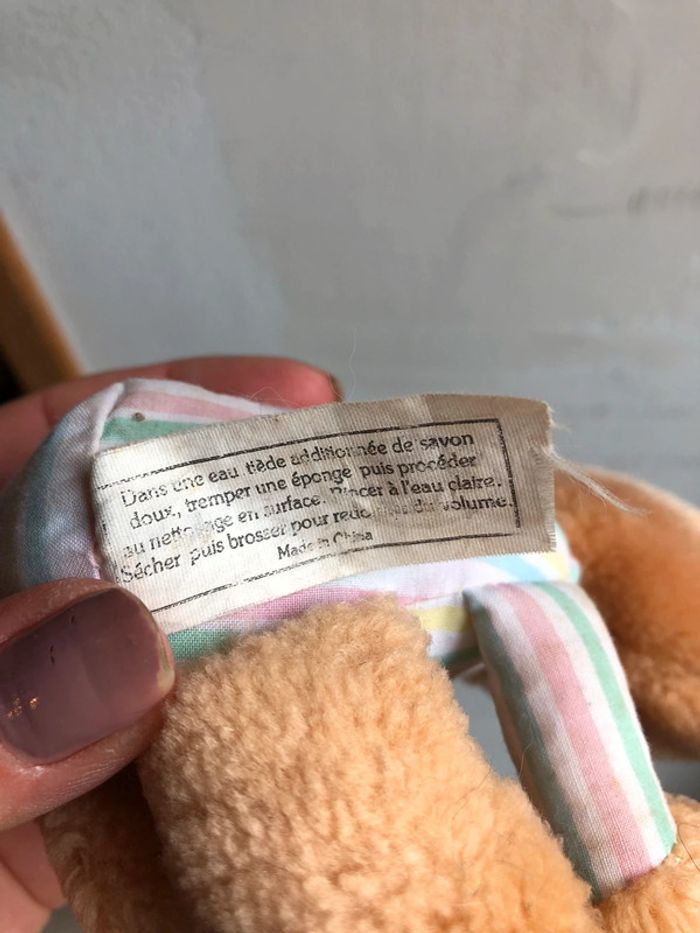 Dans une eau tiède additionnée de savon
doux, tremper une éponge puis procéder
au nettoyage en surface. Rincer à l'eau claire.
Sécher puis brosser pour du volume.
Made in China